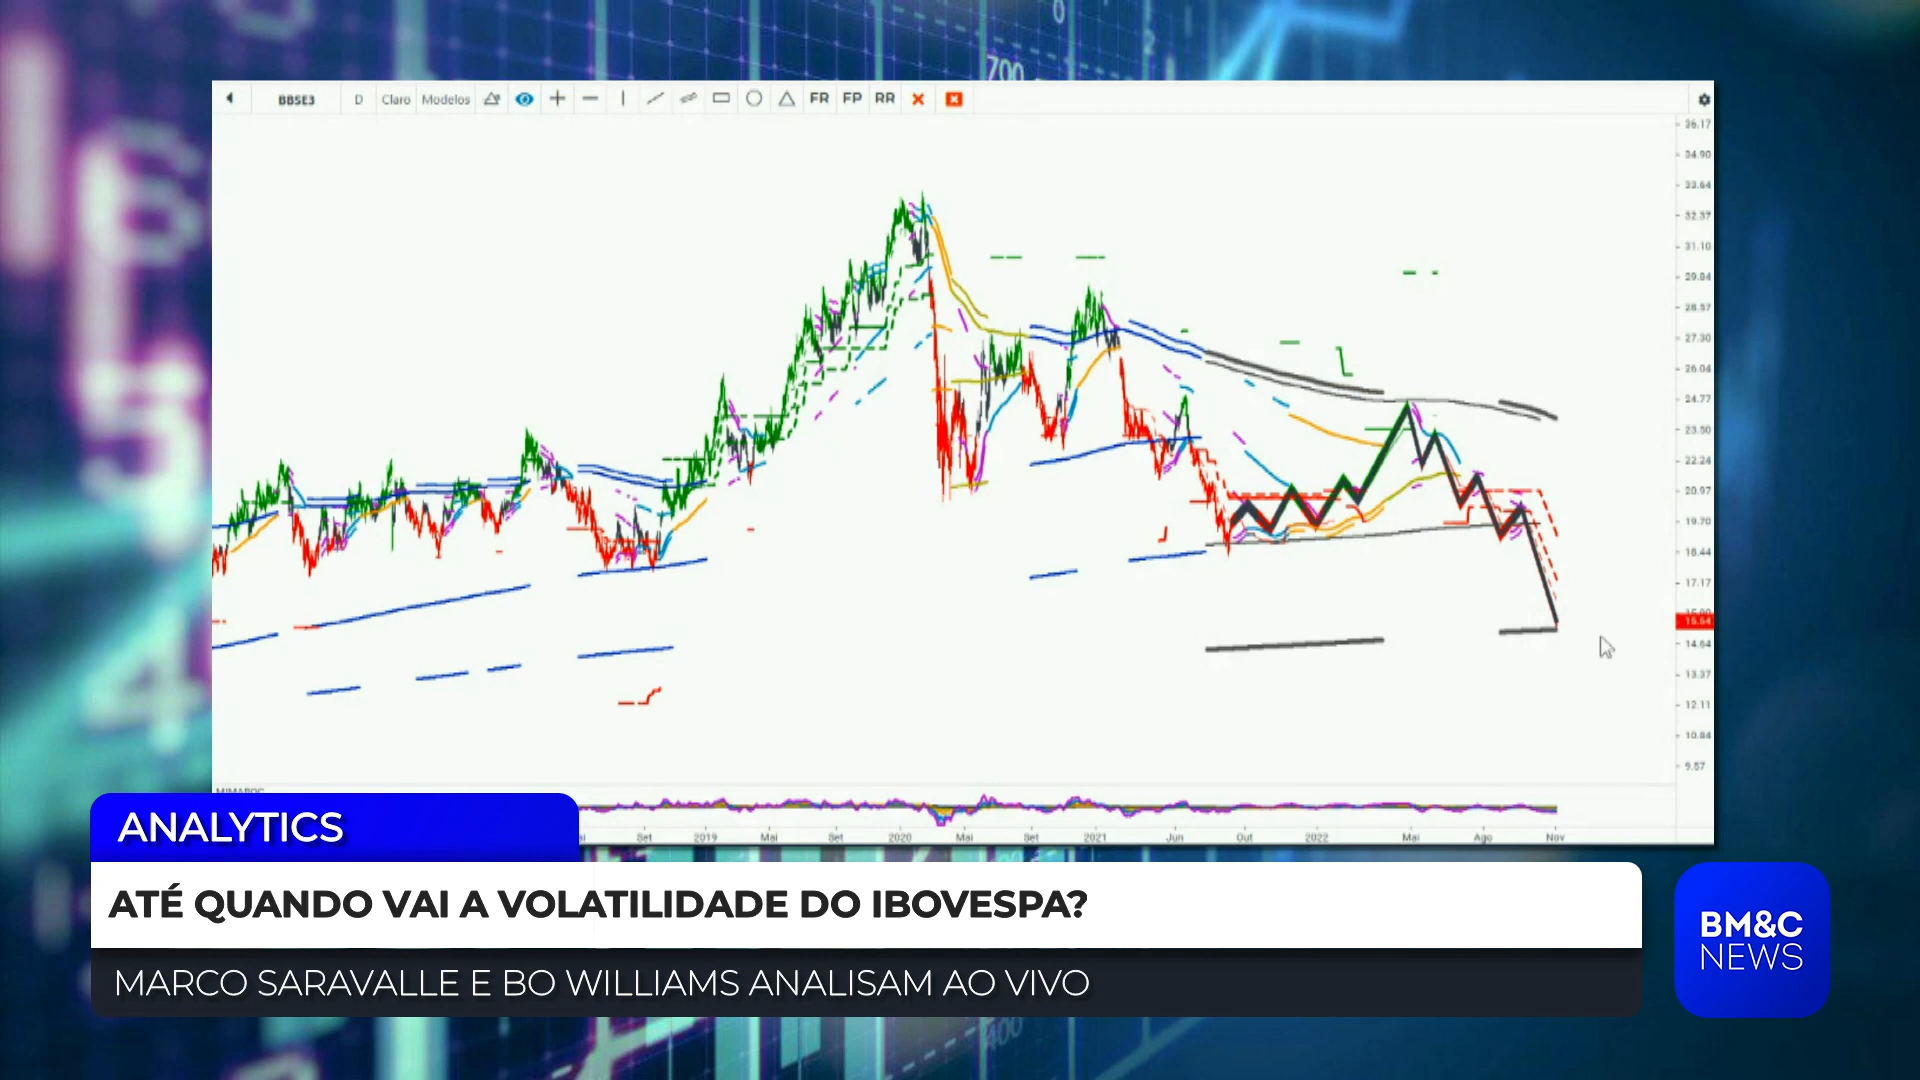 BBSE3 D Claro Modelos FR FP RR
34.90
33.64
32.37
31.10
28.57
27.30
26.04
24.77
23.50
22.24
20.97
19.70
18.44
17.17
15.64
14.64
13.37
12.11
10.84
9.57
Set 2019 Mai Set 2020 Mai Set 2021 Jun Out 2022 Mai Ago Nov
ANALYTICS
ATÉ QUANDO VAI A VOLATILIDADE DO IBOVESPA?
MARCO SARAVALLE E BO WILLIAMS ANALISAM AO VIVO
BM&C
NEWS